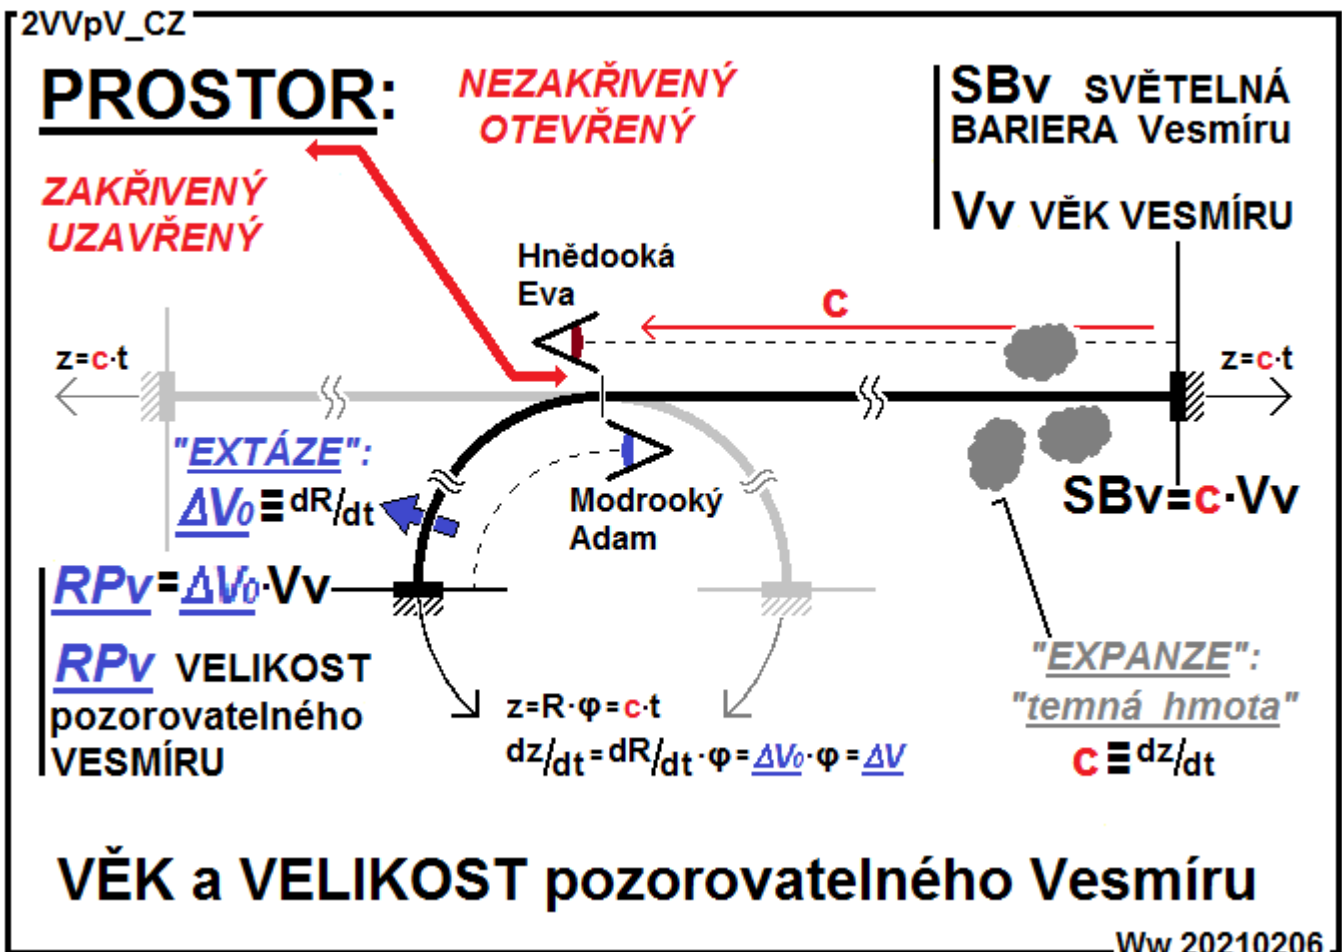 2VVpV_CZ
PROSTOR:
NEZAKŘIVENÝ
OTEVŘENÝ
ZAKŘIVENÝ
UZAVŘENÝ
SBv SVĚTELNÁ
BARIERA Vesmíru
Vv VĚK VESMÍRU
Hnědooká
Eva
c
z=c·t
z=c·t
"EXTÁZE":
ΔV₀≡dR/dt
Modrooký
Adam
SBv=c·Vv
RPv=ΔV₀·Vv
RPv VELIKOST
pozorovatelného
VESMÍRU
z=R·φ=c·t
dz/dt=dR/dt·φ=ΔV₀·φ=ΔV
"EXPANZE":
"temná hmota"
c≡dz/dt
VĚK a VELIKOST pozorovatelného Vesmíru
Ww 20210206